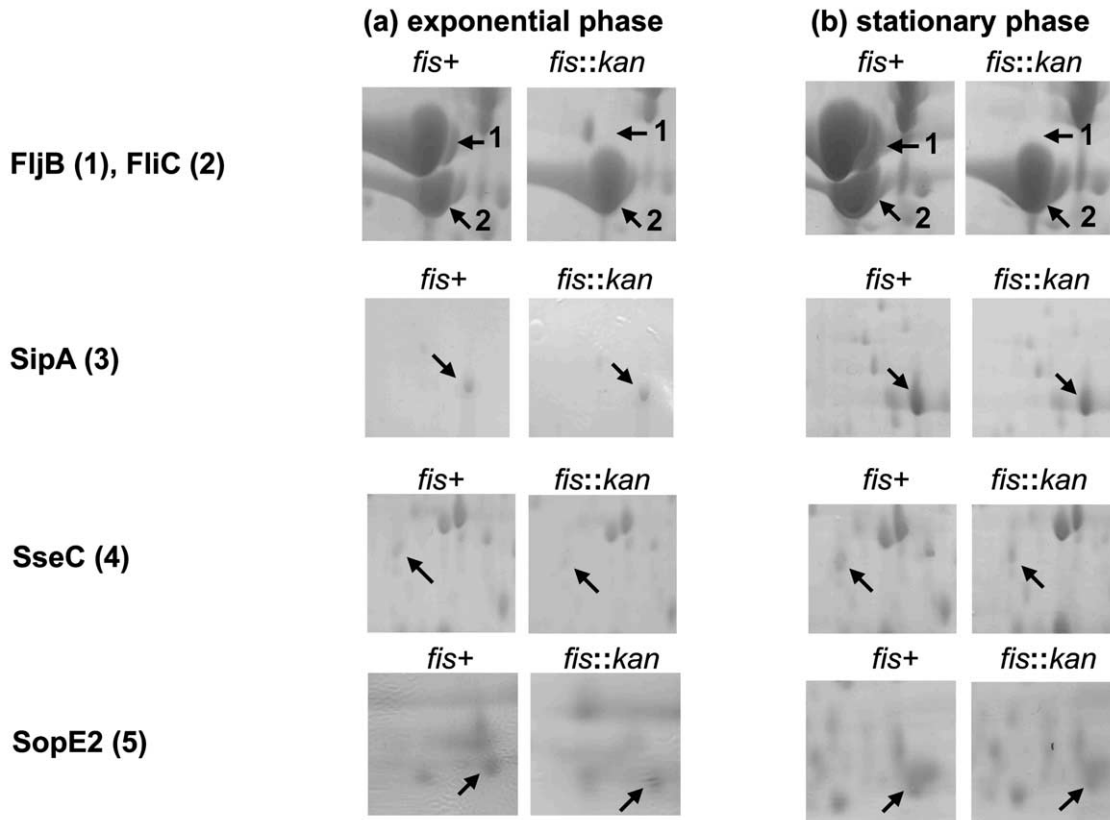 (a) exponential phase (b) stationary phase
fis+ fis::kan fis+ fis::kan
FljB (1), FliC (2)
1 1 1 1
2 2 2 2
fis+ fis::kan fis+ fis::kan
SipA (3)
fis+ fis::kan fis+ fis::kan
SseC (4)
fis+ fis::kan fis+ fis::kan
SopE2 (5)